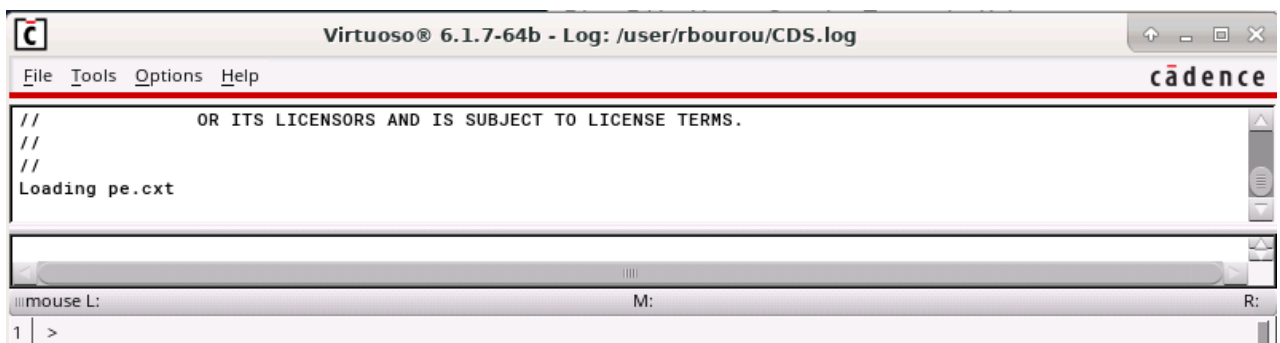 Virtuoso® 6.1.7-64b - Log: /user/rbourou/CDS.log
File Tools Options Help
cādence
// OR ITS LICENSORS AND IS SUBJECT TO LICENSE TERMS.
//
//
Loading pe.cxt
mouse L: M: R:
1 >